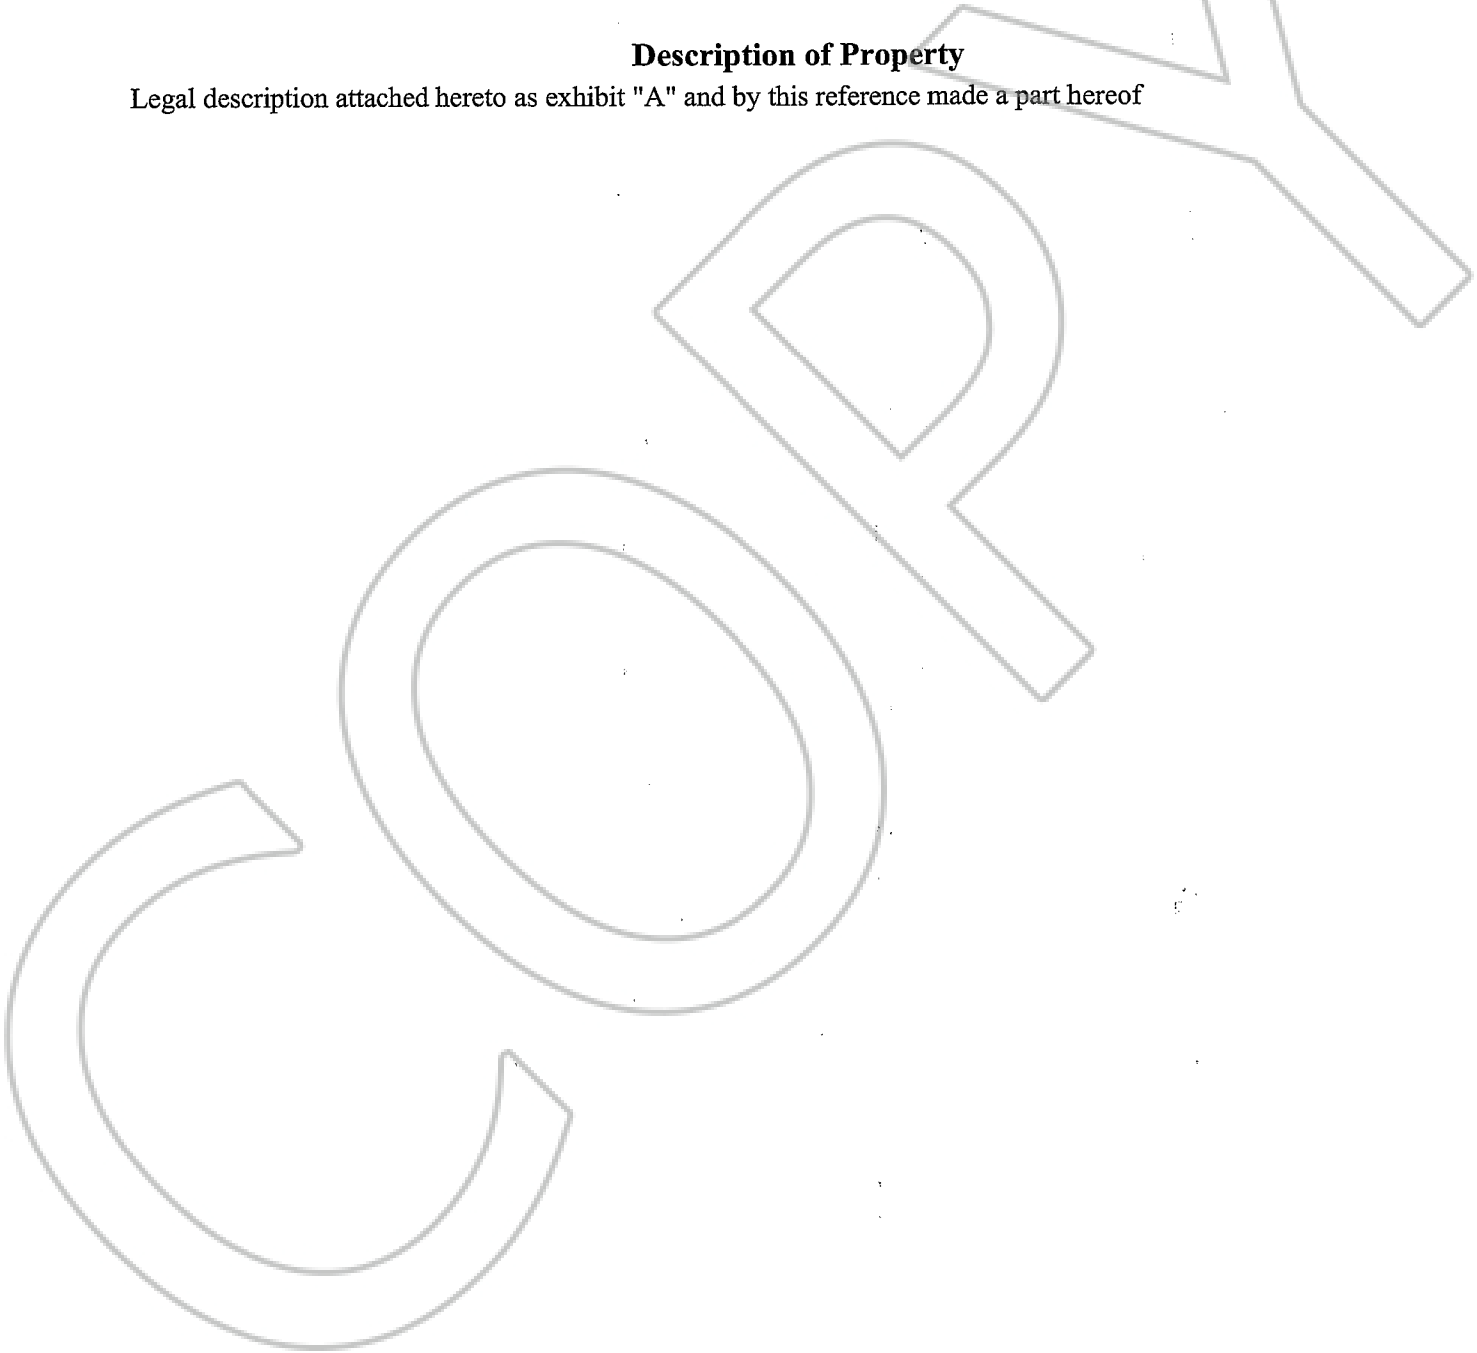 Description of Property
Legal description attached hereto as exhibit "A" and by this reference made a part hereof
COPY